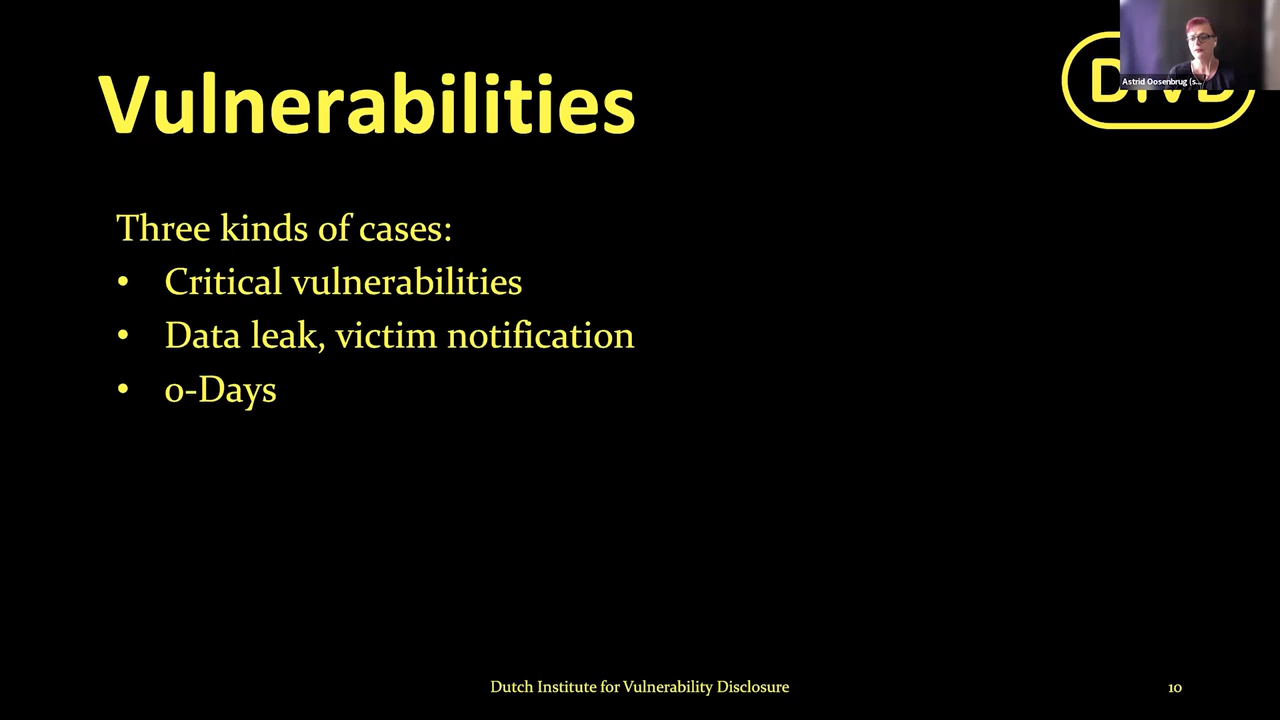 Vulnerabilities
Astrid Oosenbrug (s...
Three kinds of cases:
• Critical vulnerabilities
• Data leak, victim notification
• 0-Days
Dutch Institute for Vulnerability Disclosure
10